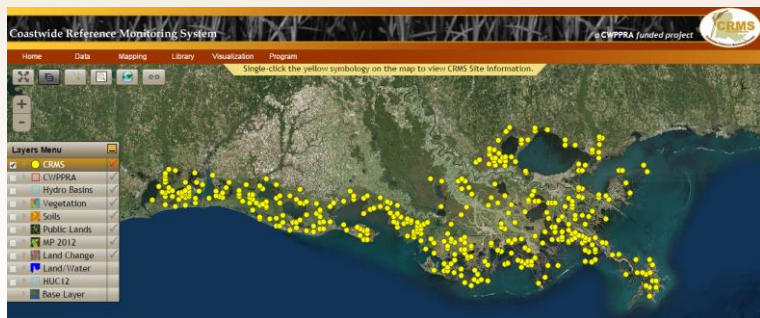 Coastwide Reference Monitoring System
a CWPPRA funded project
CRMS
Home Data Mapping Library Visualization Program
Single-click the yellow symbology on the map to view CRMS Site Information.
+
-
Layers Menu
CRMS
CWPPRA
Hydro Basins
Vegetation
Soils
Public Lands
MP 2012
Land Change
Land/Water
HUC12
Base Layer